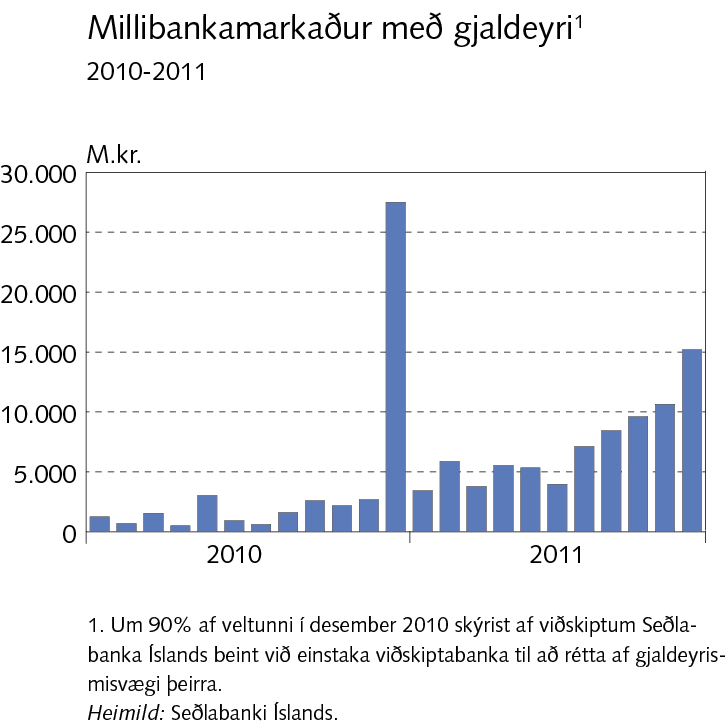 Millibankamarkaður með gjaldeyri¹
2010-2011
M.kr.
30.000
25.000
20.000
15.000
10.000
5.000
0
2010 2011
1. Um 90% af veltunni í desember 2010 skýrist af viðskiptum Seðla-
banka Íslands beint við einstaka viðskiptabanka til að rétta af gjaldeyris-
misvægi þeirra.
Heimild: Seðlabanki Íslands.